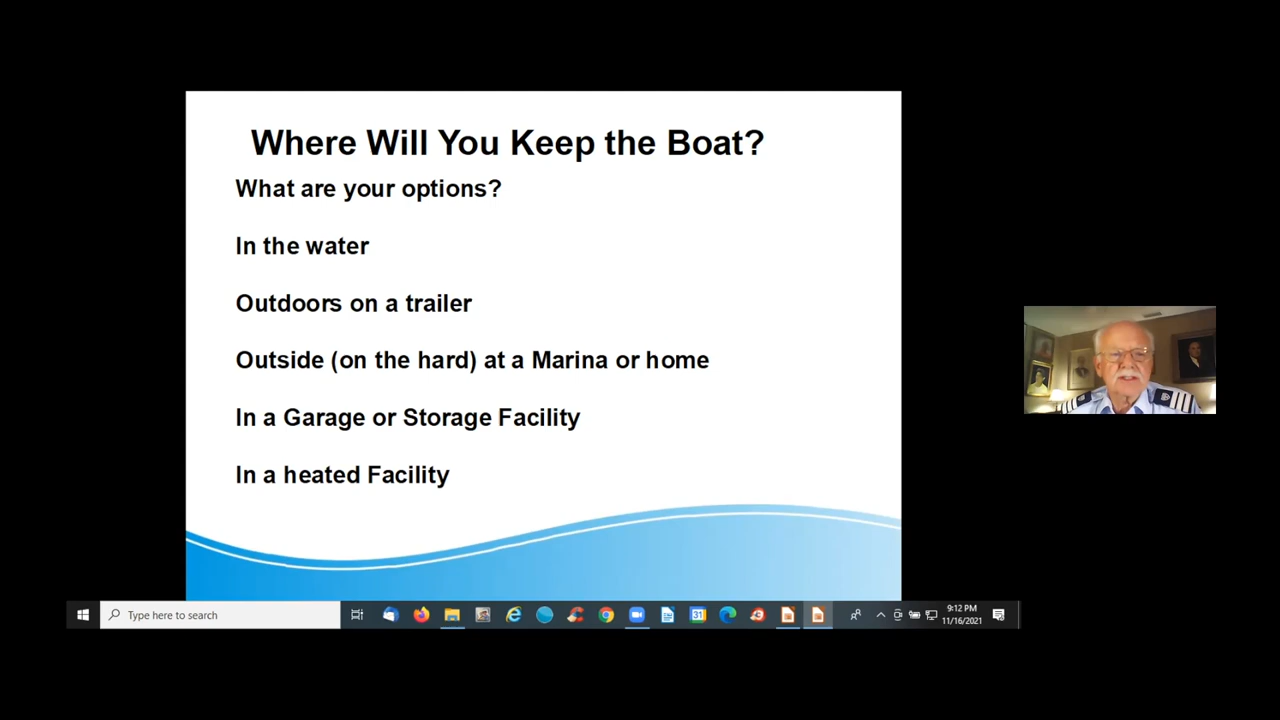 Where Will You Keep the Boat?
What are your options?
In the water
Outdoors on a trailer
Outside (on the hard) at a Marina or home
In a Garage or Storage Facility
In a heated Facility
Type here to search
31
9:12 PM
11/16/2021